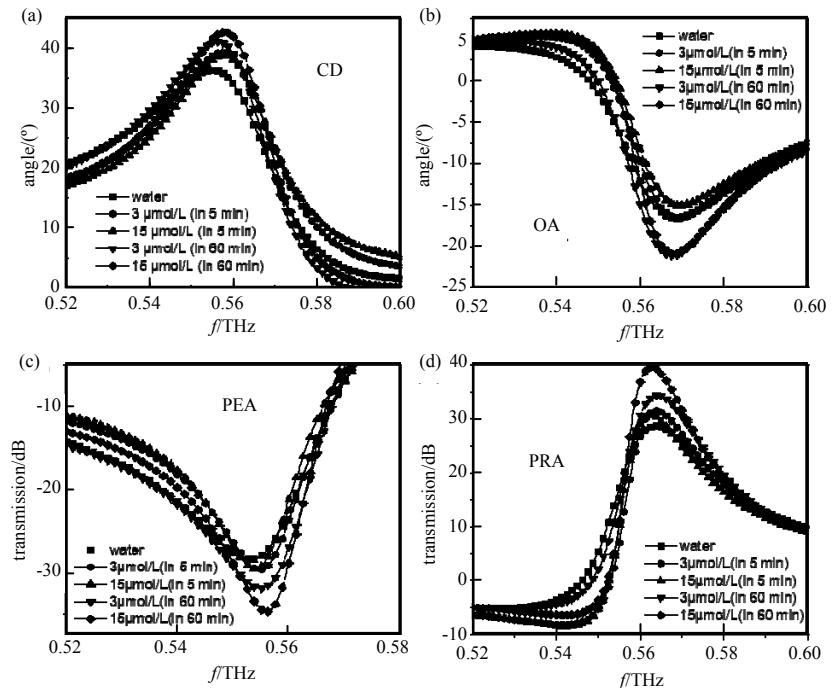 (a)
45
40
30
20
10
0
angle/(°)
CD
water
3 μmol/L (in 5 min)
15 μmol/L (in 5 min)
3 μmol/L (in 60 min)
15 μmol/L (in 60 min)
0.52 0.54 0.56 0.58 0.60
f/THz
(b)
5
0
-5
-10
-15
-20
-25
angle/(°)
OA
water
3μmol/L(in 5 min)
15μmol/L(in 5 min)
3μmol/L(in 60 min)
15μmol/L(in 60 min)
0.52 0.54 0.56 0.58 0.60
f/THz
(c)
-10
-20
-30
transmission/dB
PEA
water
3μmol/L(in 5 min)
15μmol/L(in 5 min)
3μmol/L(in 60 min)
15μmol/L(in 60 min)
0.52 0.54 0.56 0.58
f/THz
(d)
40
30
20
10
-0
-10
transmission/dB
PRA
water
3μmol/L(in 5 min)
15μmol/L(in 5 min)
3μmol/L(in 60 min)
15μmol/L(in 60 min)
0.52 0.54 0.56 0.58 0.60
f/THz